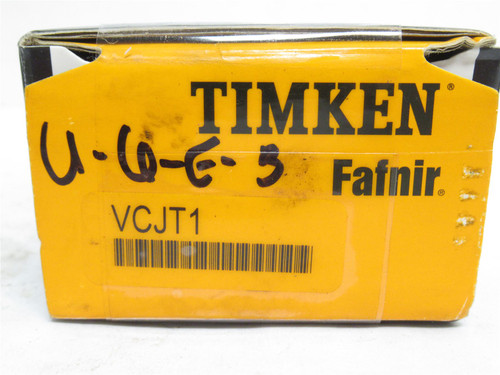 TIMKEN®
U-6-E-3
Fafnir®
VCJT1